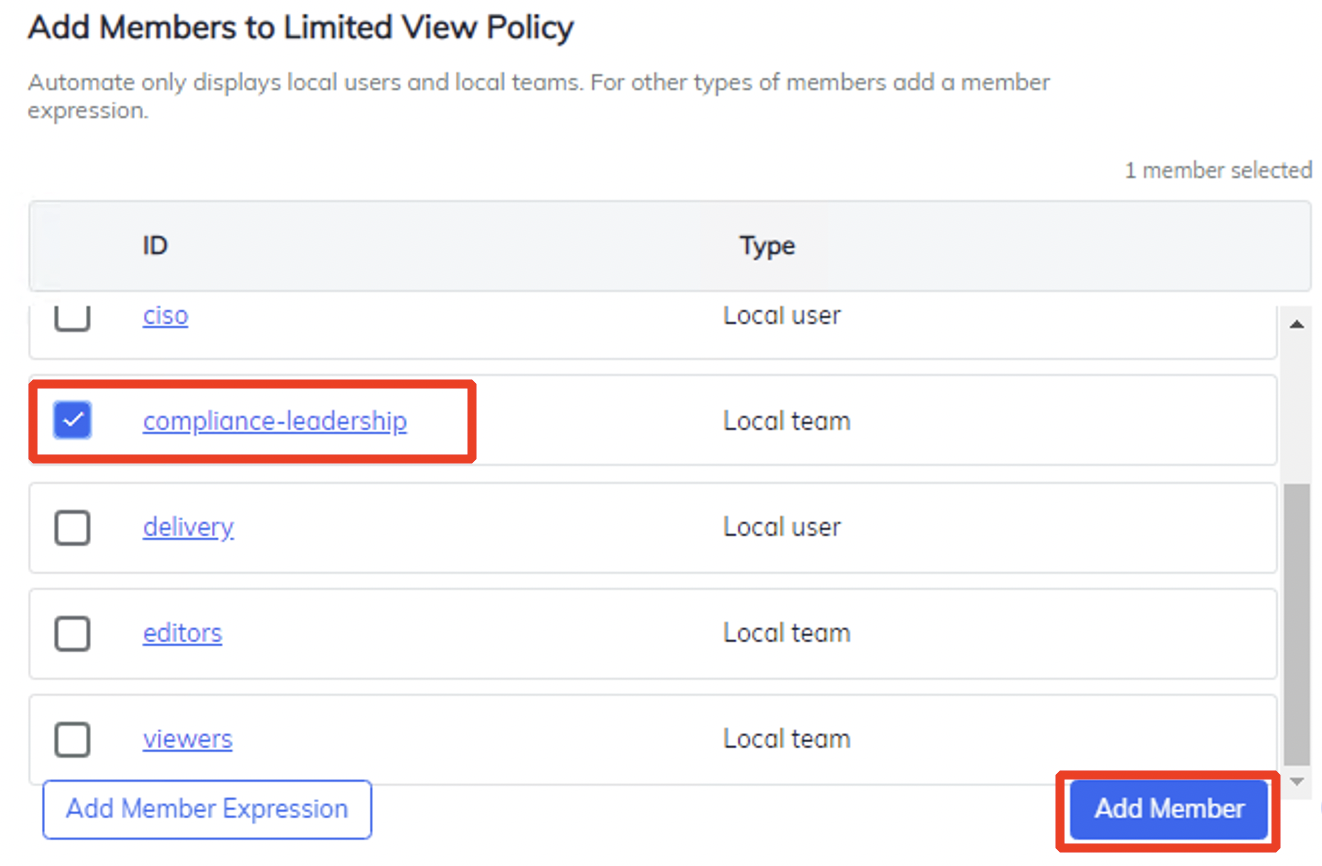 Add Members to Limited View Policy
Automate only displays local users and local teams. For other types of members add a member
expression.
1 member selected
ID Type
ciso Local user
compliance-leadership Local team
delivery Local user
editors Local team
viewers Local team
Add Member Expression Add Member